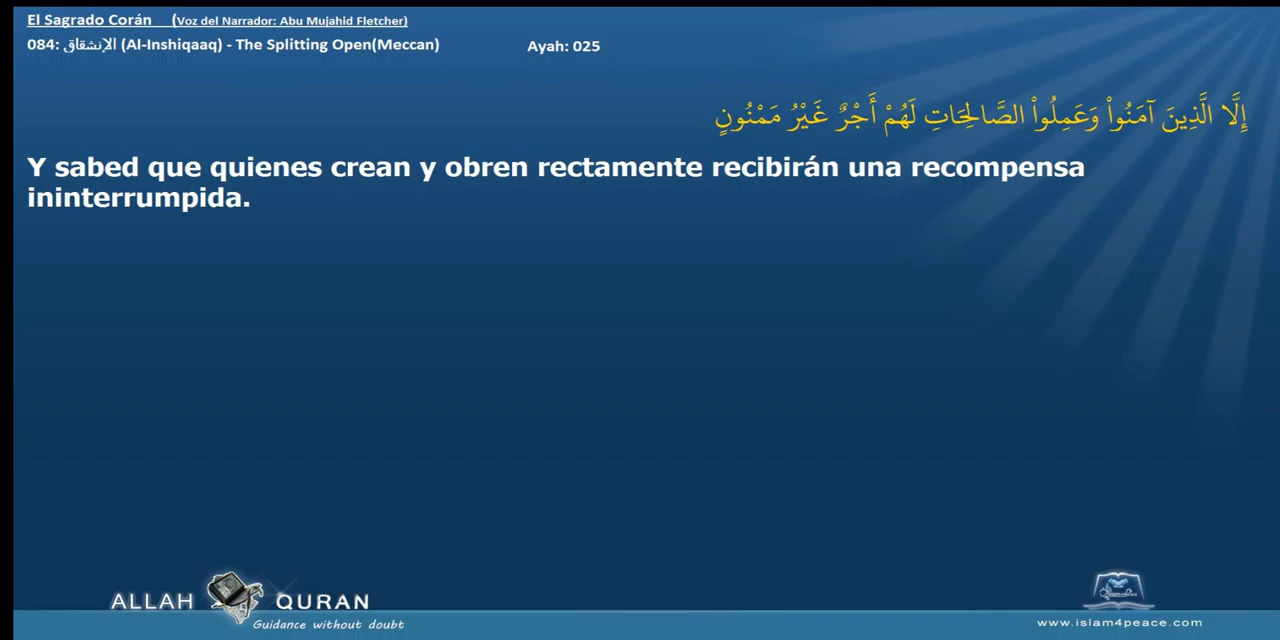 El Sagrado Corán (Voz del Narrador: Abu Mujahid Fletcher)
084: الإنشقاق (Al-Inshiqaaq) - The Splitting Open(Meccan) Ayah: 025
إِلَّا الَّذِينَ آمَنُواْ وَعَمِلُواْ الصَّالِحَاتِ لَهُمْ أَجْرٌ غَيْرُ مَمْنُونٍ
Y sabed que quienes crean y obren rectamente recibirán una recompensa
ininterrumpida.
ALLAH QURAN
Guidance without doubt
www.islam4peace.com